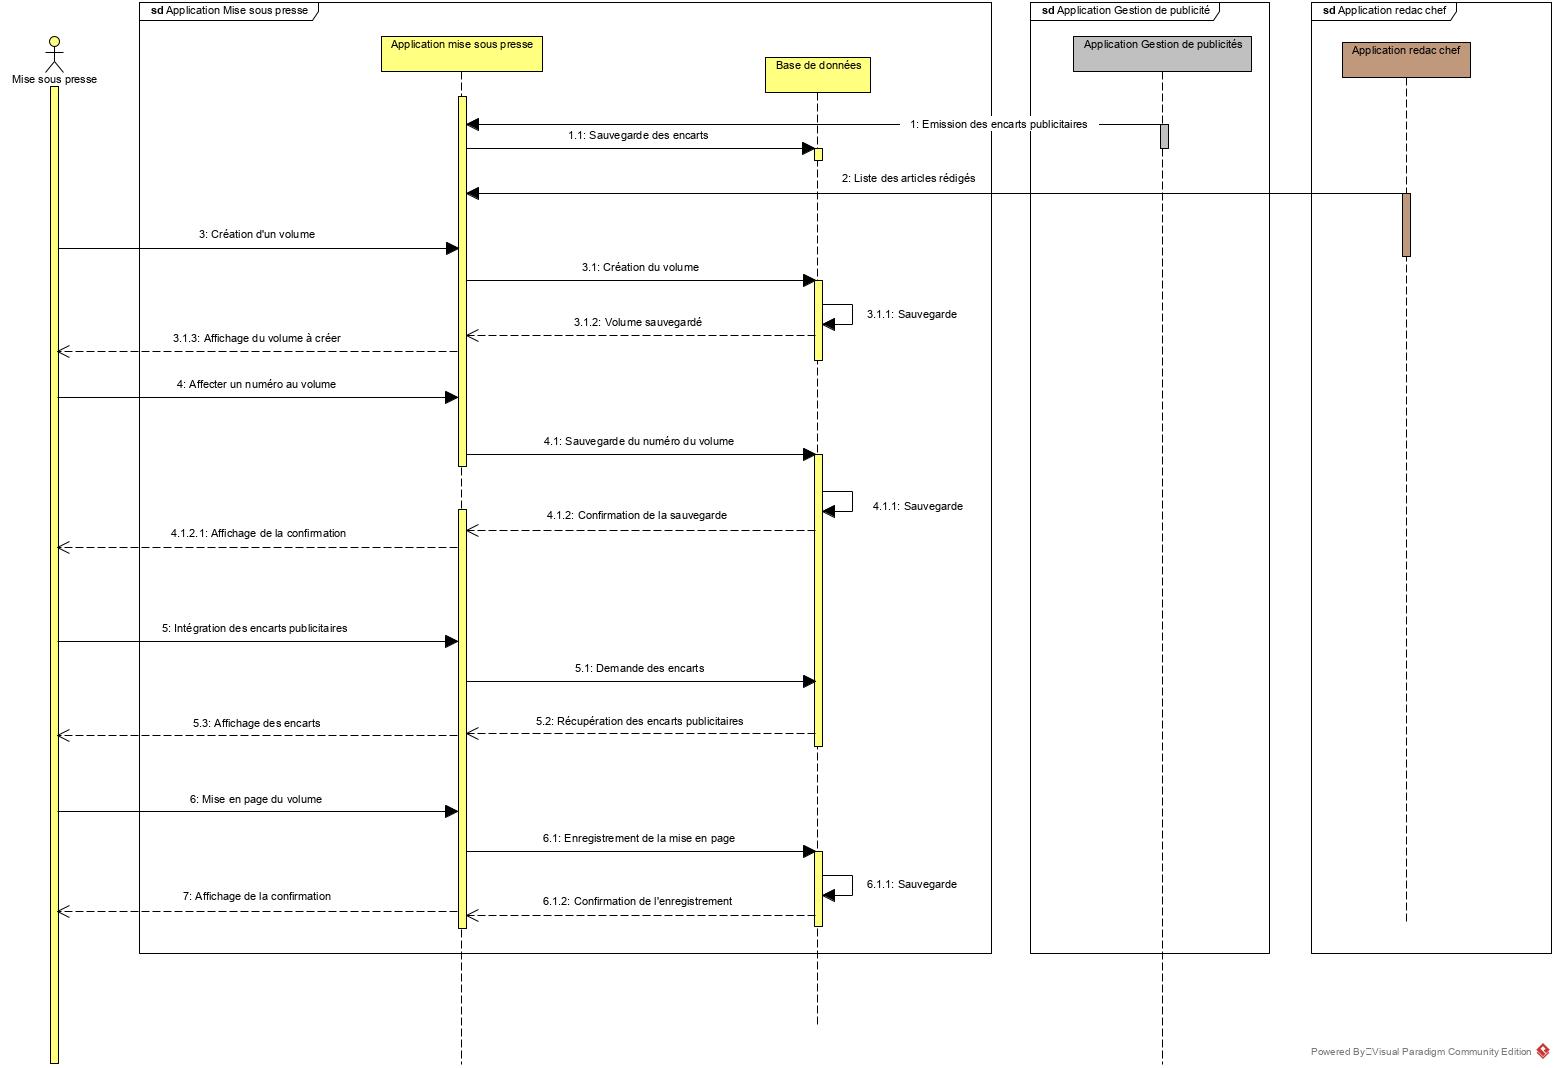 sd Application Mise sous presse
sd Application Gestion de publicité
sd Application redac chef
Mise sous presse
Application mise sous presse
Base de données
Application Gestion de publicités
Application redac chef
1: Emission des encarts publicitaires
1.1: Sauvegarde des encarts
2: Liste des articles rédigés
3: Création d'un volume
3.1: Création du volume
3.1.1: Sauvegarde
3.1.2: Volume sauvegardé
3.1.3: Affichage du volume à créer
4: Affecter un numéro au volume
4.1: Sauvegarde du numéro du volume
4.1.1: Sauvegarde
4.1.2: Confirmation de la sauvegarde
4.1.2.1: Affichage de la confirmation
5: Intégration des encarts publicitaires
5.1: Demande des encarts
5.2: Récupération des encarts publicitaires
5.3: Affichage des encarts
6: Mise en page du volume
6.1: Enregistrement de la mise en page
6.1.1: Sauvegarde
7: Affichage de la confirmation
6.1.2: Confirmation de l'enregistrement
Powered By Visual Paradigm Community Edition